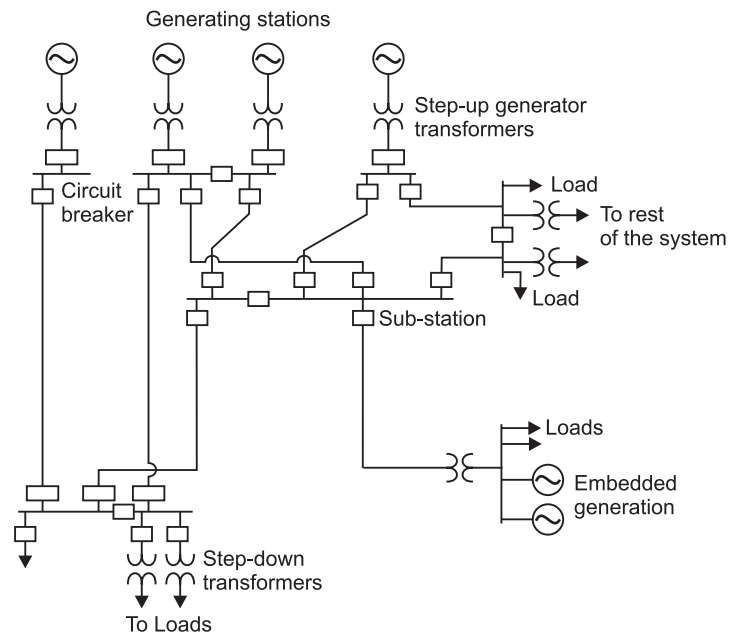 Generating stations
Step-up generator
transformers
Circuit
breaker
Load
To rest
of the system
Load
Sub-station
Loads
Embedded
generation
Step-down
transformers
To Loads